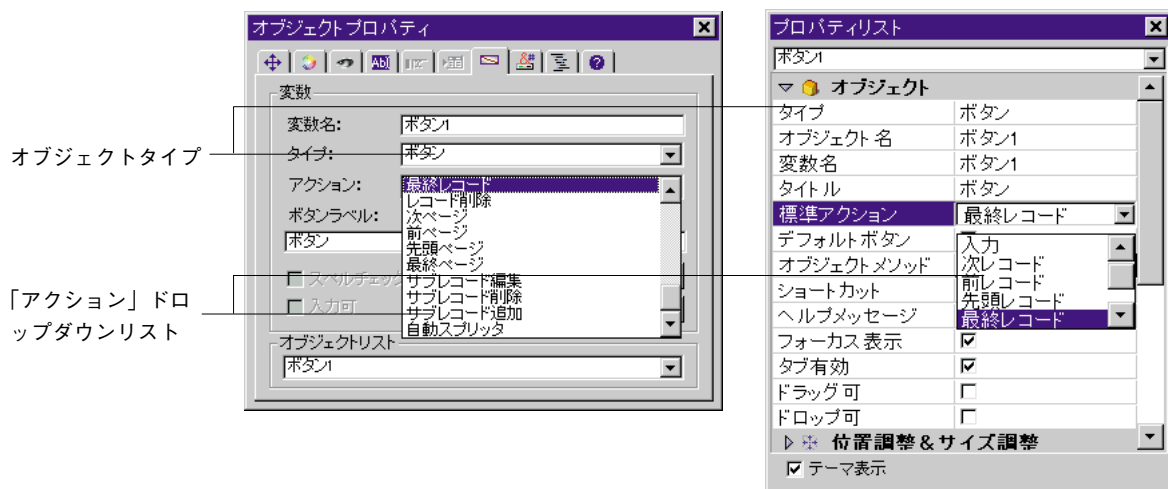 オブジェクトタイプ
「アクション」ドロ
ップダウンリスト
オブジェクトプロパティ
変数
変数名: ボタン1
タイプ: ボタン
アクション: 最終レコード
レコード削除
次ページ
前ページ
先頭ページ
最終ページ
サブレコード編集
サブレコード削除
サブレコード追加
自動スプリッタ
ボタンラベル:
ボタン
スペルチェック
入力可
オブジェクトリスト
ボタン1
プロパティリスト
ボタン1
オブジェクト
タイプ ボタン
オブジェクト名 ボタン1
変数名 ボタン1
タイトル ボタン
標準アクション 最終レコード
デフォルトボタン
オブジェクトメソッド
ショートカット
ヘルプメッセージ
入力
次レコード
前レコード
先頭レコード
最終レコード
フォーカス表示
タブ有効
ドラッグ可
ドロップ可
位置調整&サイズ調整
テーマ表示